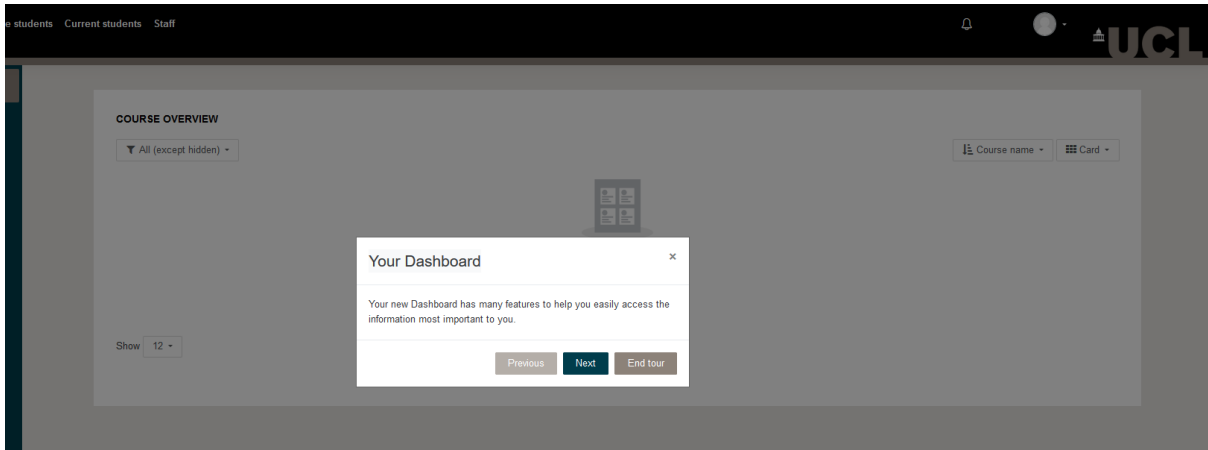 e students Current students Staff
UCL
COURSE OVERVIEW
All (except hidden)
Course name
Card
Your Dashboard
×
Your new Dashboard has many features to help you easily access the
information most important to you.
Show 12
Previous Next End tour